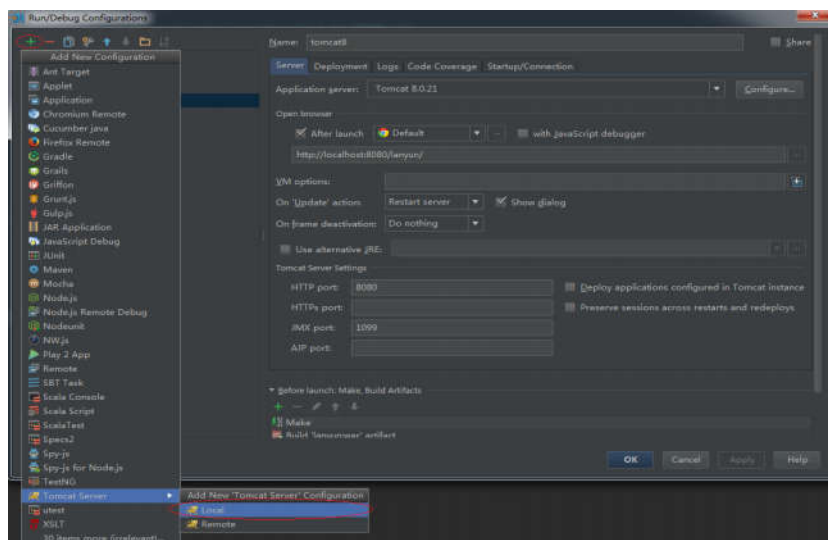 Run/Debug Configurations
Add New Configuration
Ant Target
Applet
Application
Chromium Remote
Cucumber java
Firefox Remote
Gradle
Grails
Griffon
Grunt.js
Gulp.js
JAR Application
JavaScript Debug
JUnit
Maven
Mocha
Node.js
Node.js Remote Debug
Nodeunit
NW.js
Play 2 App
Remote
SBT Task
Scala Console
Scala Script
ScalaTest
Specs2
Spy-js
Spy-js for Node.js
TestNG
Tomcat Server
utest
XSLT
30 items more (irrelevant)...
Add New 'Tomcat Server' Configuration
Local
Remote
Name: tomcat8
Share
Server Deployment Logs Code Coverage Startup/Connection
Application server: Tomcat 8.0.21 Configure...
Open browser
After launch Default with JavaScript debugger
http://localhost:8080/lanyun/
VM options:
On 'Update' action: Restart server Show dialog
On frame deactivation: Do nothing
Use alternative JRE:
Tomcat Server Settings
HTTP port: 8080 Deploy applications configured in Tomcat instance
HTTPs port: Preserve sessions across restarts and redeploys
JMX port: 1099
AJP port:
Before launch: Make, Build Artifacts
Make
Build artifact
OK Cancel Apply Help